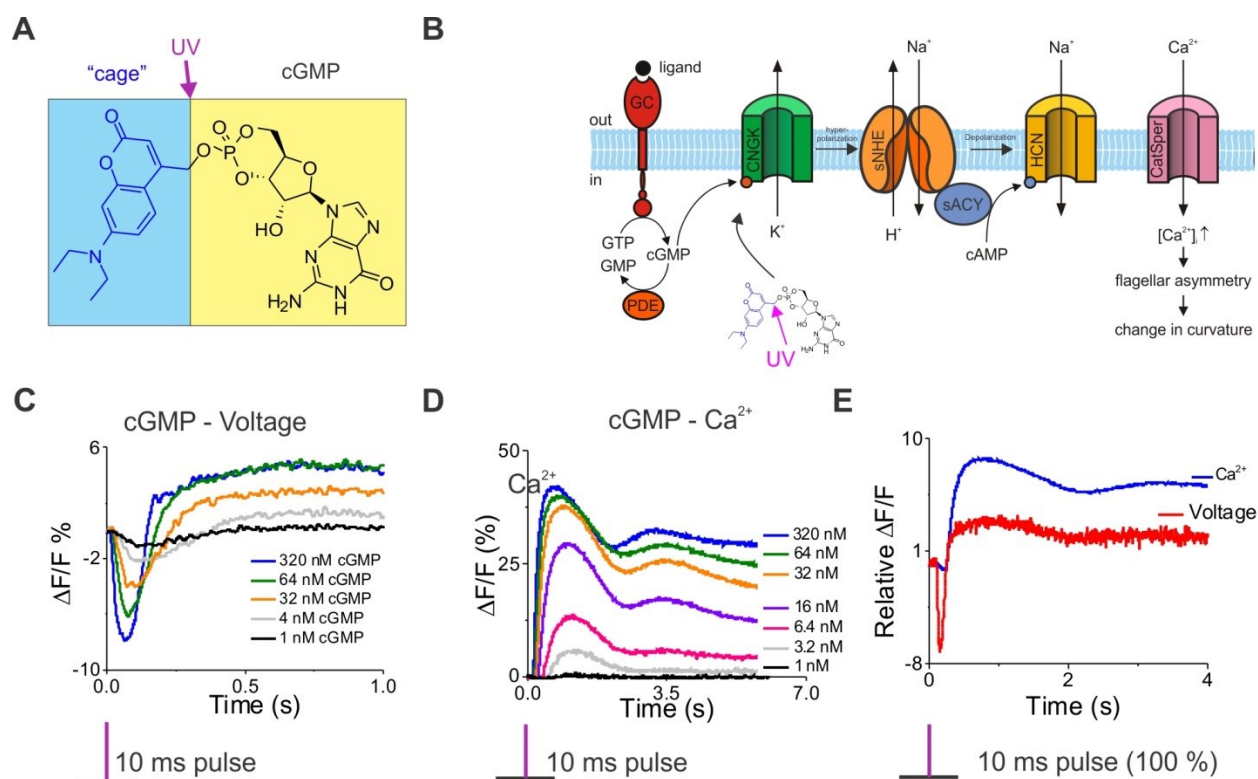 A
UV
"cage"
cGMP
O
O
O
O
P
O
O
O
HO
N
N
N
N
H
O
H₂N
N
B
ligand
GC
out
in
GTP
GMP
cGMP
PDE
CNGK
K⁺
hyper-
polarization
UV
Na⁺
sNHE
H⁺
sACY
cAMP
Depolarization
Na⁺
HCN
Ca²⁺
CatSper
[Ca²⁺]ᵢ↑
flagellar asymmetry
change in curvature
C
cGMP - Voltage
6
-2
-10
ΔF/F %
320 nM cGMP
64 nM cGMP
32 nM cGMP
4 nM cGMP
1 nM cGMP
0.0 0.5 1.0
Time (s)
10 ms pulse
D
cGMP - Ca²⁺
50
25
0
ΔF/F (%)
Ca²⁺
320 nM
64 nM
32 nM
16 nM
6.4 nM
3.2 nM
1 nM
0.0 3.5 7.0
Time (s)
10 ms pulse
E
10
1
-8
Relative ΔF/F
Ca²⁺
Voltage
0 2 4
Time (s)
10 ms pulse (100 %)